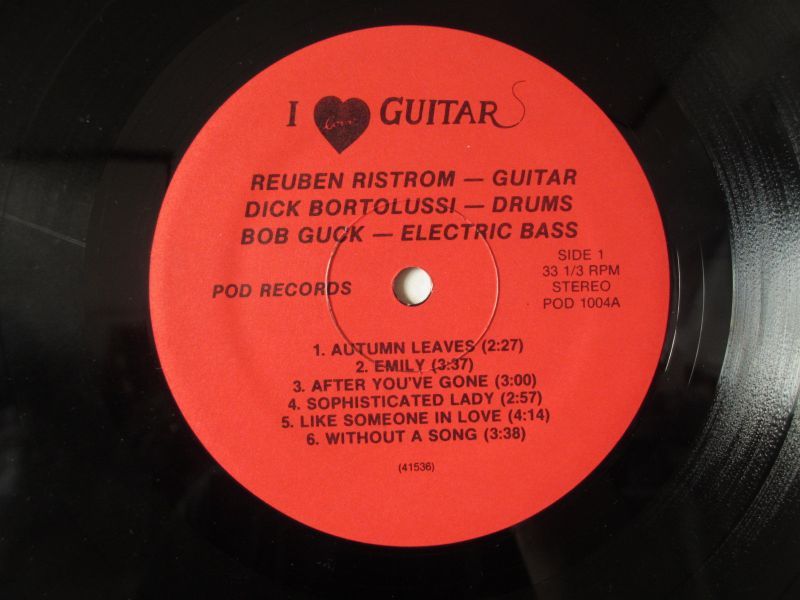 I love GUITARS
REUBEN RISTROM — GUITAR
DICK BORTOLUSSI — DRUMS
BOB GUCK — ELECTRIC BASS
SIDE 1
33 1/3 RPM
STEREO
POD 1004A
POD RECORDS
1. AUTUMN LEAVES (2:27)
2. EMILY (3:37)
3. AFTER YOU'VE GONE (3:00)
4. SOPHISTICATED LADY (2:57)
5. LIKE SOMEONE IN LOVE (4:14)
6. WITHOUT A SONG (3:38)
(41536)